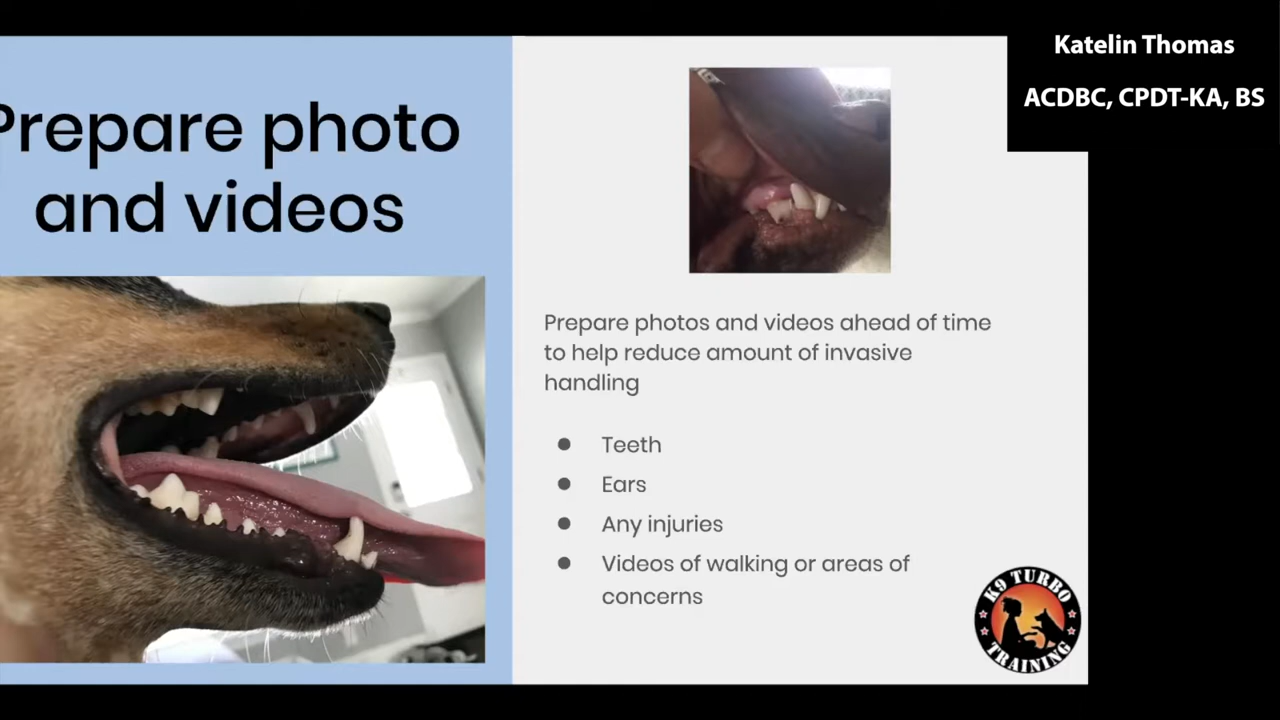 Katelin Thomas
ACDBC, CPDT-KA, BS
Prepare photo
and videos
Prepare photos and videos ahead of time
to help reduce amount of invasive
handling
● Teeth
● Ears
● Any injuries
● Videos of walking or areas of
concerns
K9 TURBO
TRAINING